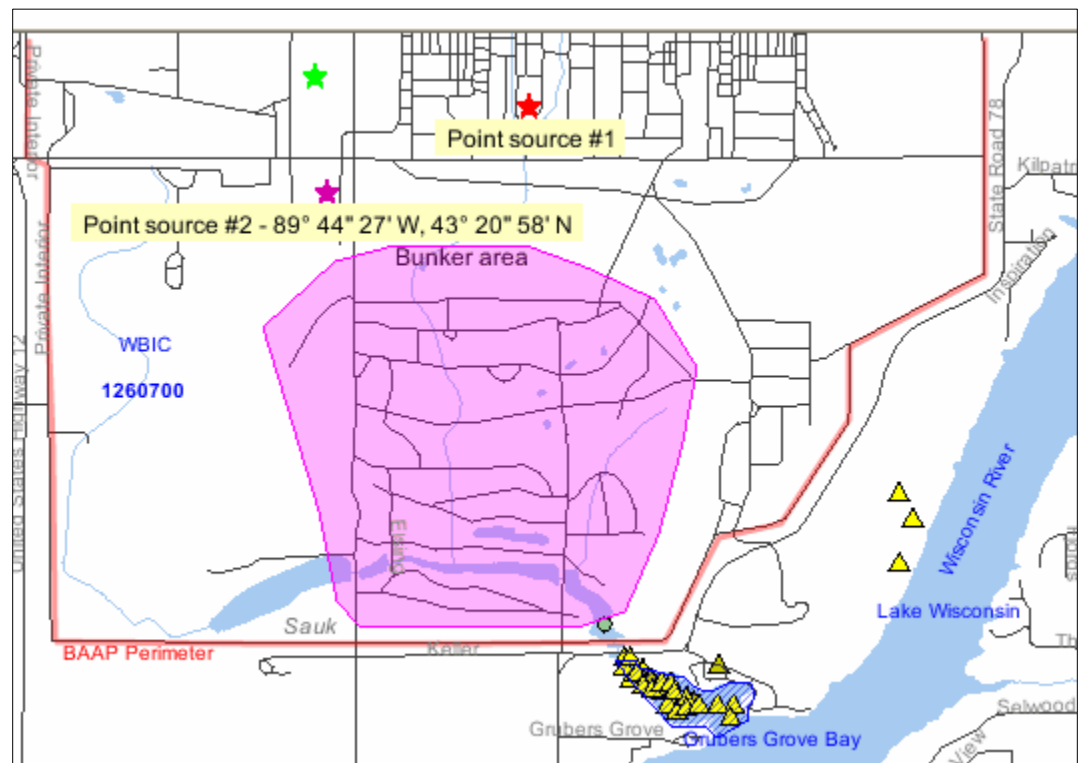 Private Interior
Point source #1
State Road 78
Kilpatr
Point source #2 - 89° 44" 27' W, 43° 20" 58' N
Bunker area
Inspiration
Private Interior
United States Highway 12
WBIC
1260700
Wisconsin River
Elsing
Lake Wisconsin
Sauk
Keller
Th
BAAP Perimeter
Selwood
Grubers Grove
Grubers Grove Bay
View